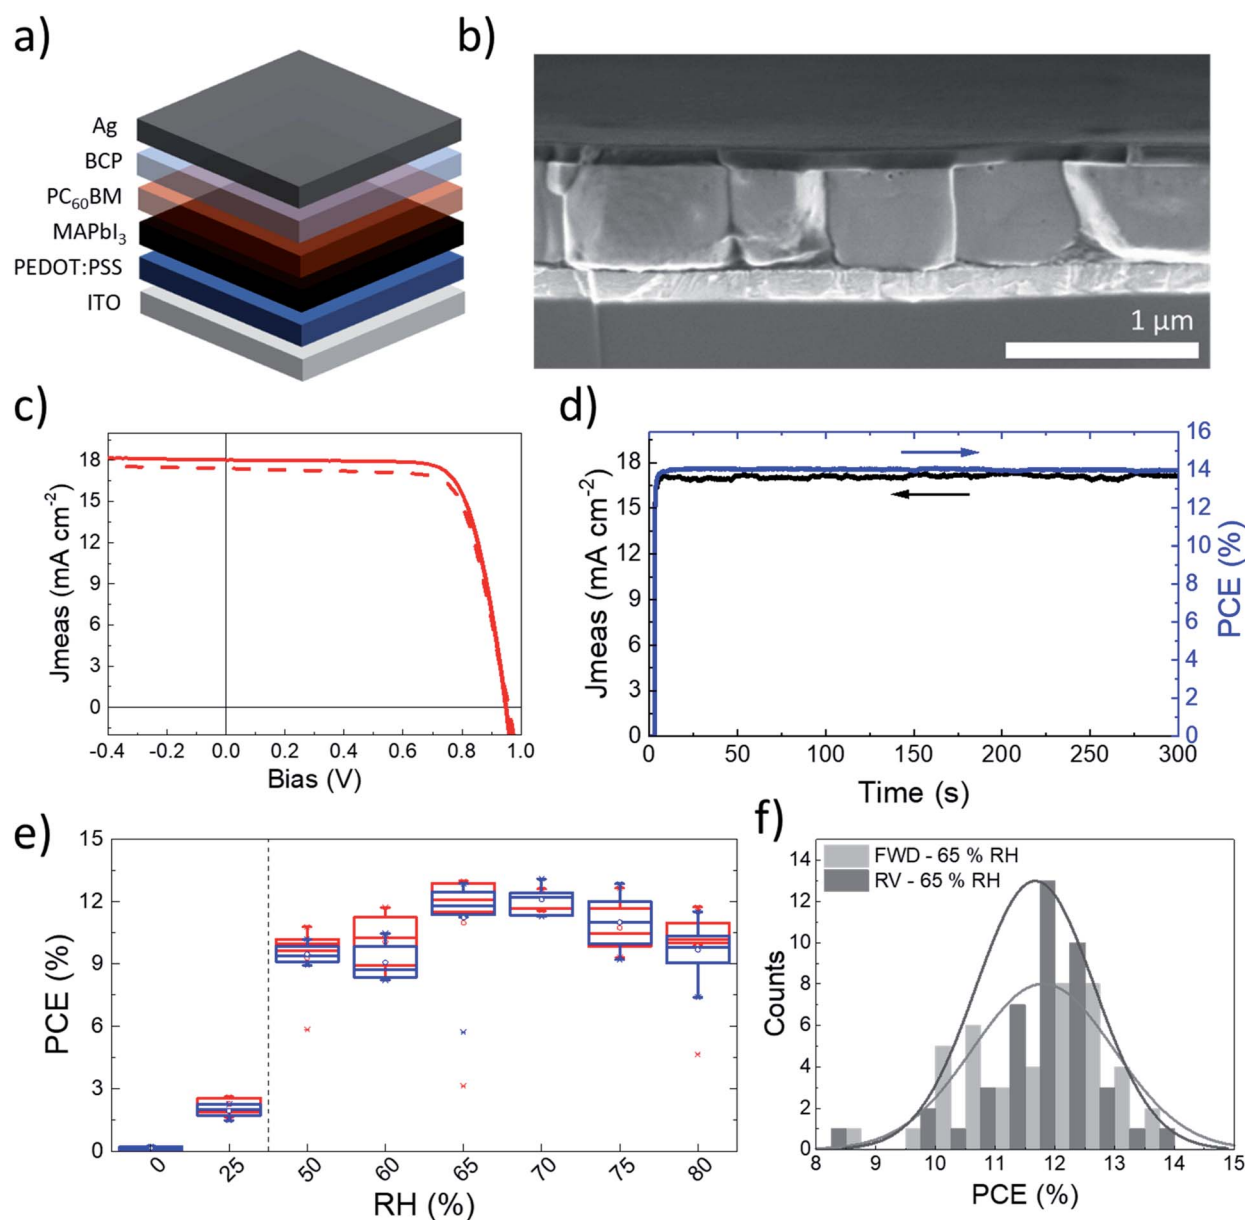 a)
Ag
BCP
PC₆₀BM
MAPbI₃
PEDOT:PSS
ITO
b)
1 µm
c)
Jmeas (mA cm⁻²)
18
15
12
9
6
3
0
-0.4 -0.2 0.0 0.2 0.4 0.6 0.8 1.0
Bias (V)
d)
Jmeas (mA cm⁻²)
18
15
12
9
6
3
0
16
14
12
10
8
6
4
2
0
PCE (%)
0 50 100 150 200 250 300
Time (s)
e)
PCE (%)
15
12
9
6
3
0
0 25 50 60 65 70 75 80
RH (%)
f)
FWD - 65 % RH
RV - 65 % RH
Counts
14
12
10
8
6
4
2
0
8 9 10 11 12 13 14 15
PCE (%)